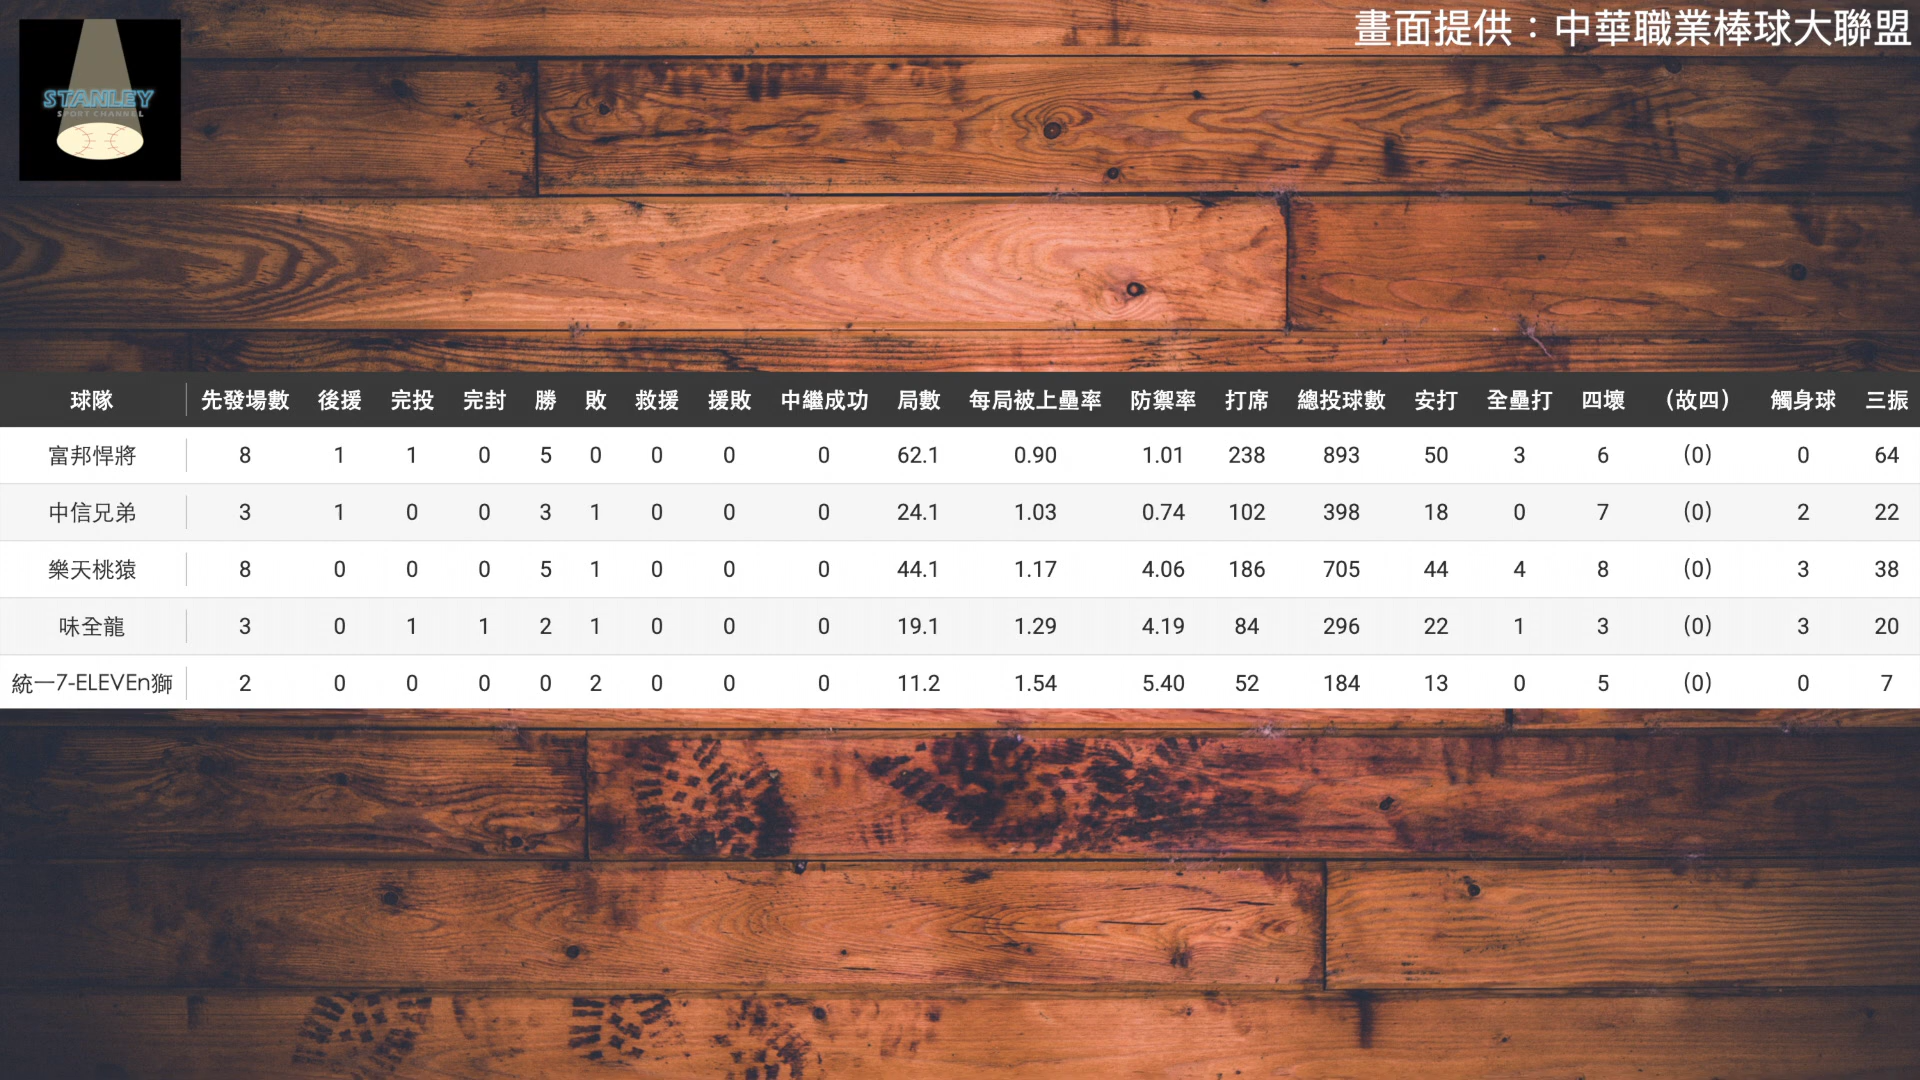 畫面提供：中華職業棒球大聯盟
STANLEY
SPORT CHANNEL
球隊 先發場數 後援 完投 完封 勝 敗 救援 援敗 中繼成功 局數 每局被上壘率 防禦率 打席 總投球數 安打 全壘打 四壞 （故四） 觸身球 三振
富邦悍將 8 1 1 0 5 0 0 0 0 62.1 0.90 1.01 238 893 50 3 6 （0） 0 64
中信兄弟 3 1 0 0 3 1 0 0 0 24.1 1.03 0.74 102 398 18 0 7 （0） 2 22
樂天桃猿 8 0 0 0 5 1 0 0 0 44.1 1.17 4.06 186 705 44 4 8 （0） 3 38
味全龍 3 0 1 1 2 1 0 0 0 19.1 1.29 4.19 84 296 22 1 3 （0） 3 20
統一7-ELEVEn獅 2 0 0 0 0 2 0 0 0 11.2 1.54 5.40 52 184 13 0 5 （0） 0 7